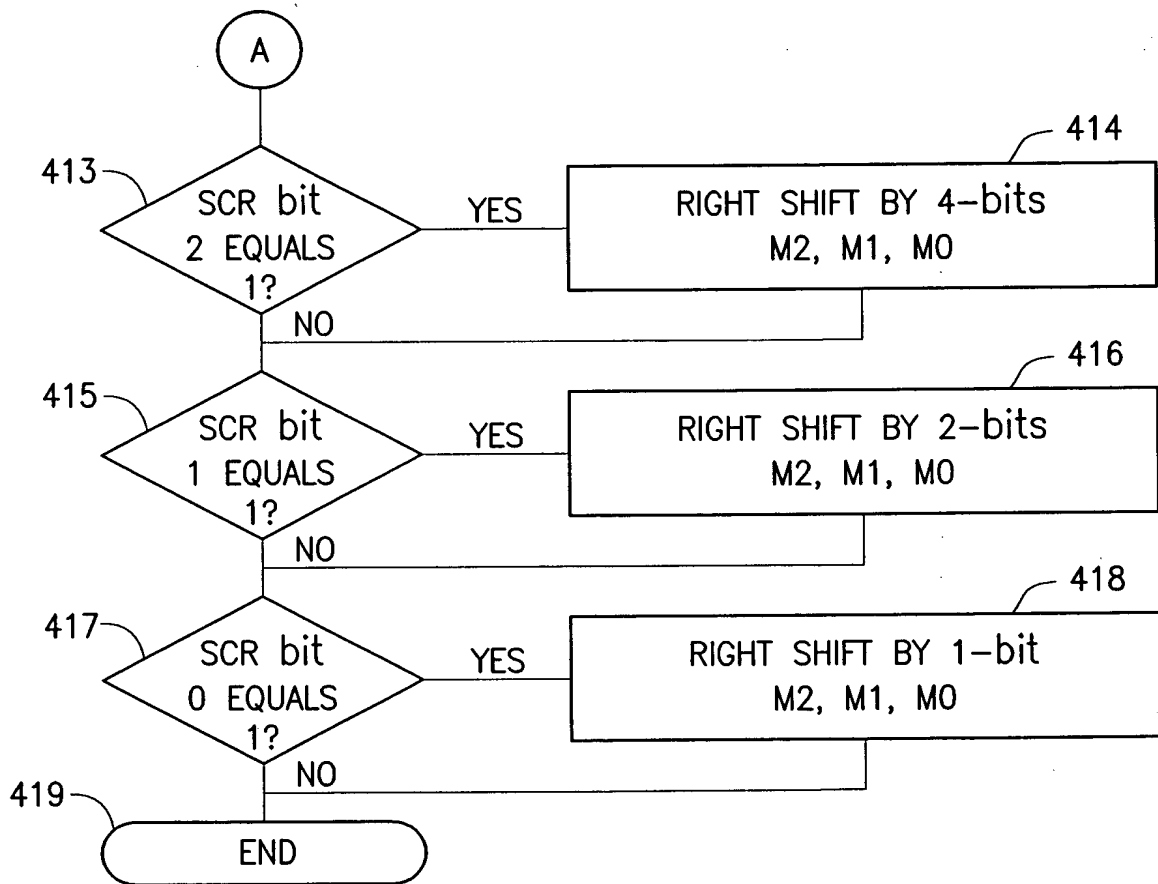 A
413
SCR bit
2 EQUALS
1?
YES
414
RIGHT SHIFT BY 4-bits
M2, M1, M0
NO
415
SCR bit
1 EQUALS
1?
YES
416
RIGHT SHIFT BY 2-bits
M2, M1, M0
NO
417
SCR bit
0 EQUALS
1?
YES
418
RIGHT SHIFT BY 1-bit
M2, M1, M0
NO
419
END